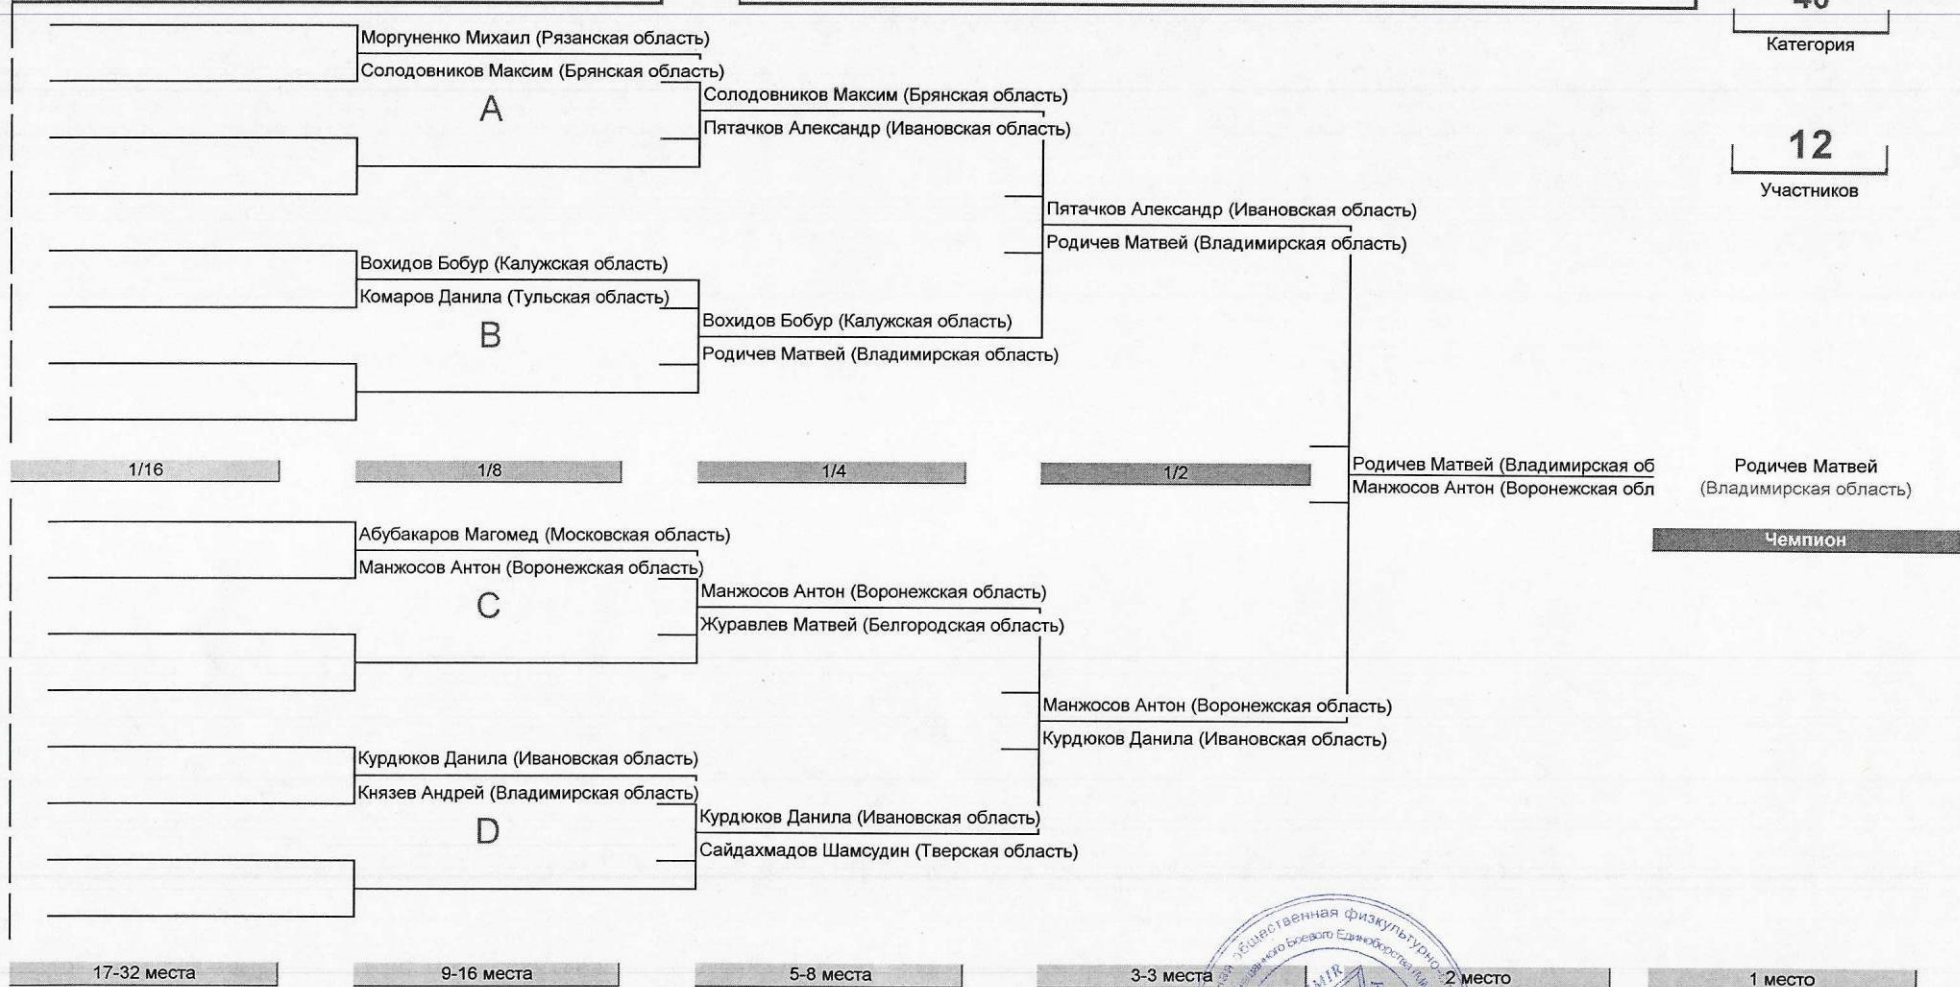 Категория
12
Участников
Моргуненко Михаил (Рязанская область)
Солодовников Максим (Брянская область)
A
Солодовников Максим (Брянская область)
Пятачков Александр (Ивановская область)
Пятачков Александр (Ивановская область)
Родичев Матвей (Владимирская область)
Вохидов Бобур (Калужская область)
Комаров Данила (Тульская область)
B
Вохидов Бобур (Калужская область)
Родичев Матвей (Владимирская область)
1/16
1/8
1/4
1/2
Родичев Матвей (Владимирская об
Манжосов Антон (Воронежская обл
Родичев Матвей
(Владимирская область)
Чемпион
Абубакаров Магомед (Московская область)
Манжосов Антон (Воронежская область)
C
Манжосов Антон (Воронежская область)
Журавлев Матвей (Белгородская область)
Манжосов Антон (Воронежская область)
Курдюков Данила (Ивановская область)
Курдюков Данила (Ивановская область)
Князев Андрей (Владимирская область)
D
Курдюков Данила (Ивановская область)
Сайдахмадов Шамсудин (Тверская область)
17-32 места
9-16 места
5-8 места
3-3 места
2 место
1 место
общественная
Боевого Единоборства